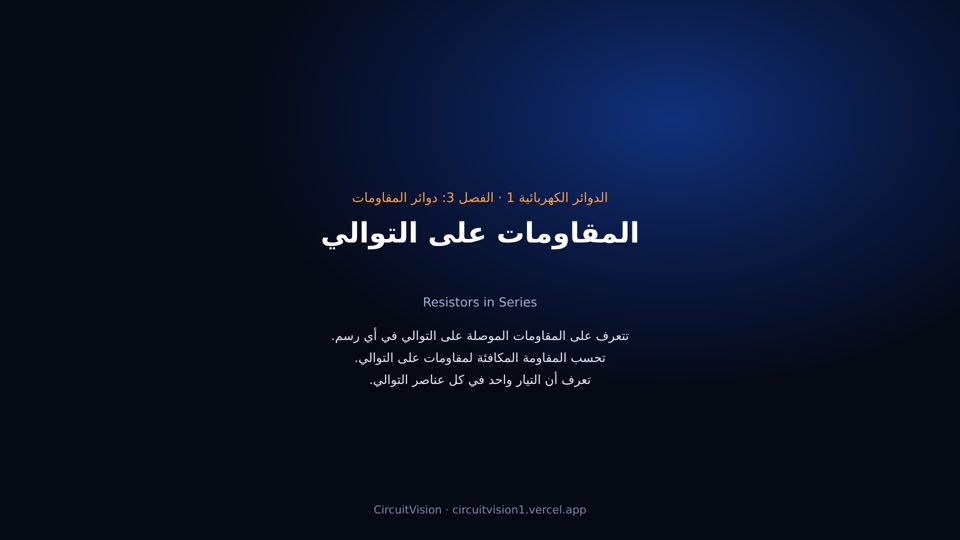 الدوائر الكهربائية 1 · الفصل 3: دوائر المقاومات
المقاومات على التوالي
Resistors in Series
تتعرف على المقاومات الموصلة على التوالي في أي رسم.
تحسب المقاومة المكافئة لمقاومات على التوالي.
تعرف أن التيار واحد في كل عناصر التوالي.
CircuitVision · circuitvision1.vercel.app